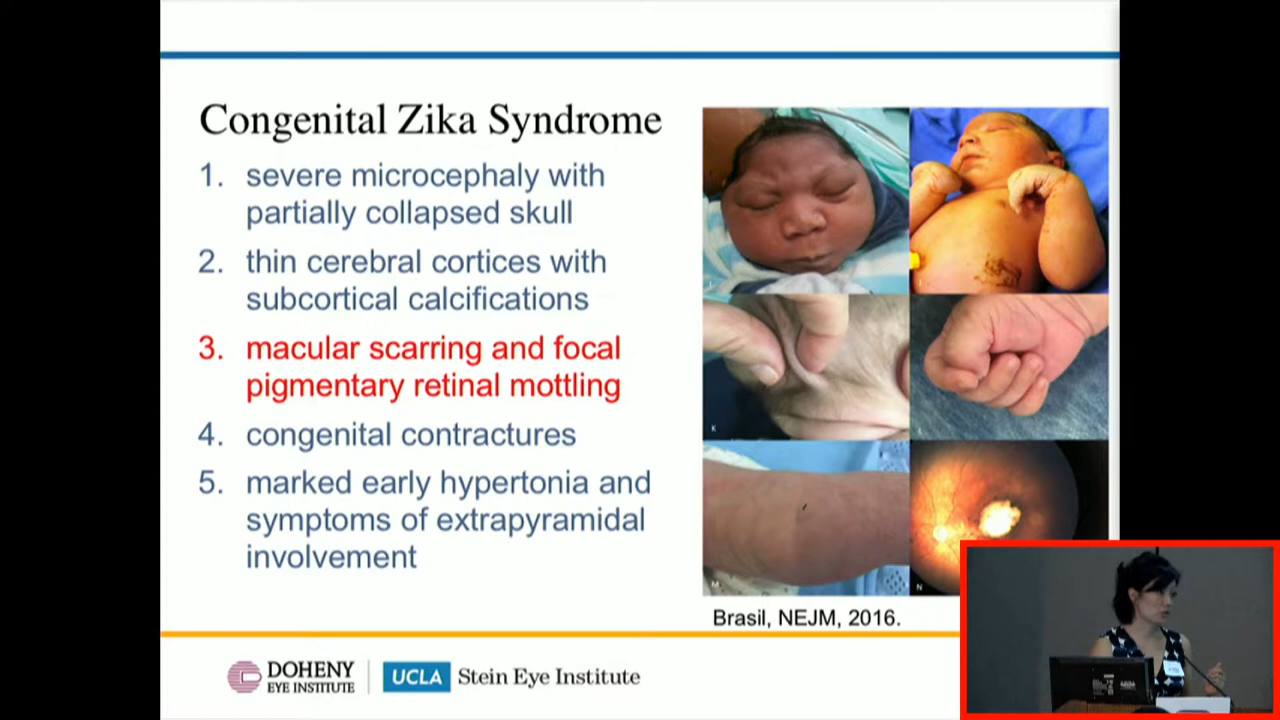 Congenital Zika Syndrome
1. severe microcephaly with
partially collapsed skull
2. thin cerebral cortices with
subcortical calcifications
3. macular scarring and focal
pigmentary retinal mottling
4. congenital contractures
5. marked early hypertonia and
symptoms of extrapyramidal
involvement
K
M
N
Brasil, NEJM, 2016.
DOHENY
EYE INSTITUTE
UCLA
Stein Eye Institute